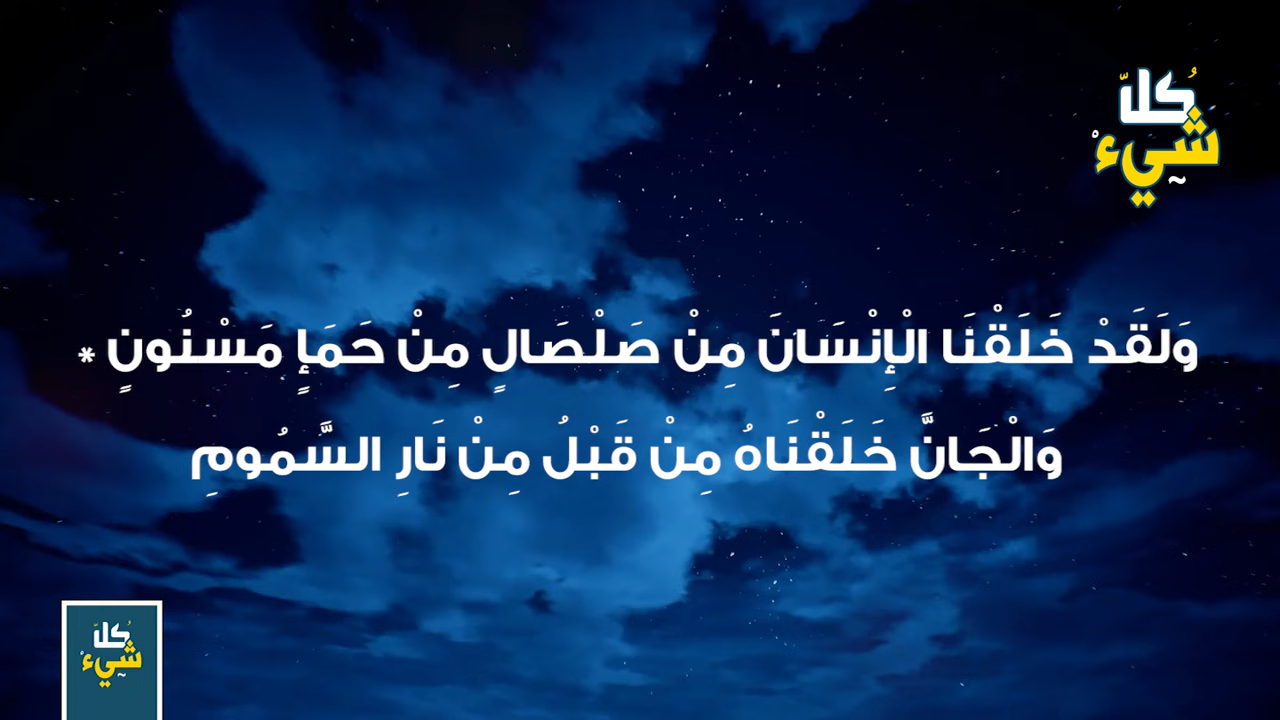 كُلّ
شَيْءٍ
وَلَقَدْ خَلَقْنَا الْإِنْسَانَ مِنْ صَلْصَالٍ مِنْ حَمَإٍ مَسْنُونٍ *
وَالْجَانَّ خَلَقْنَاهُ مِنْ قَبْلُ مِنْ نَارِ السَّمُومِ
كُلّ
شَيْءٍ